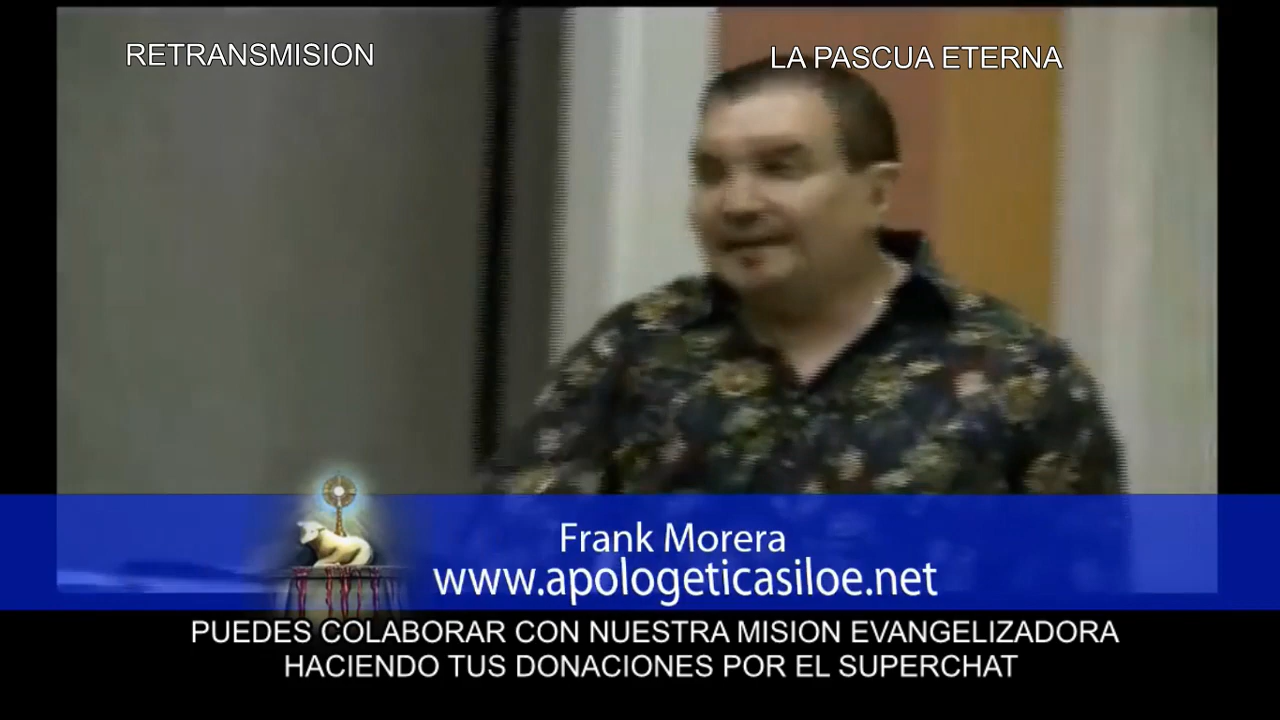 RETRANSMISION
LA PASCUA ETERNA
Frank Morera
www.apologeticasiloe.net
PUEDES COLABORAR CON NUESTRA MISION EVANGELIZADORA
HACIENDO TUS DONACIONES POR EL SUPERCHAT